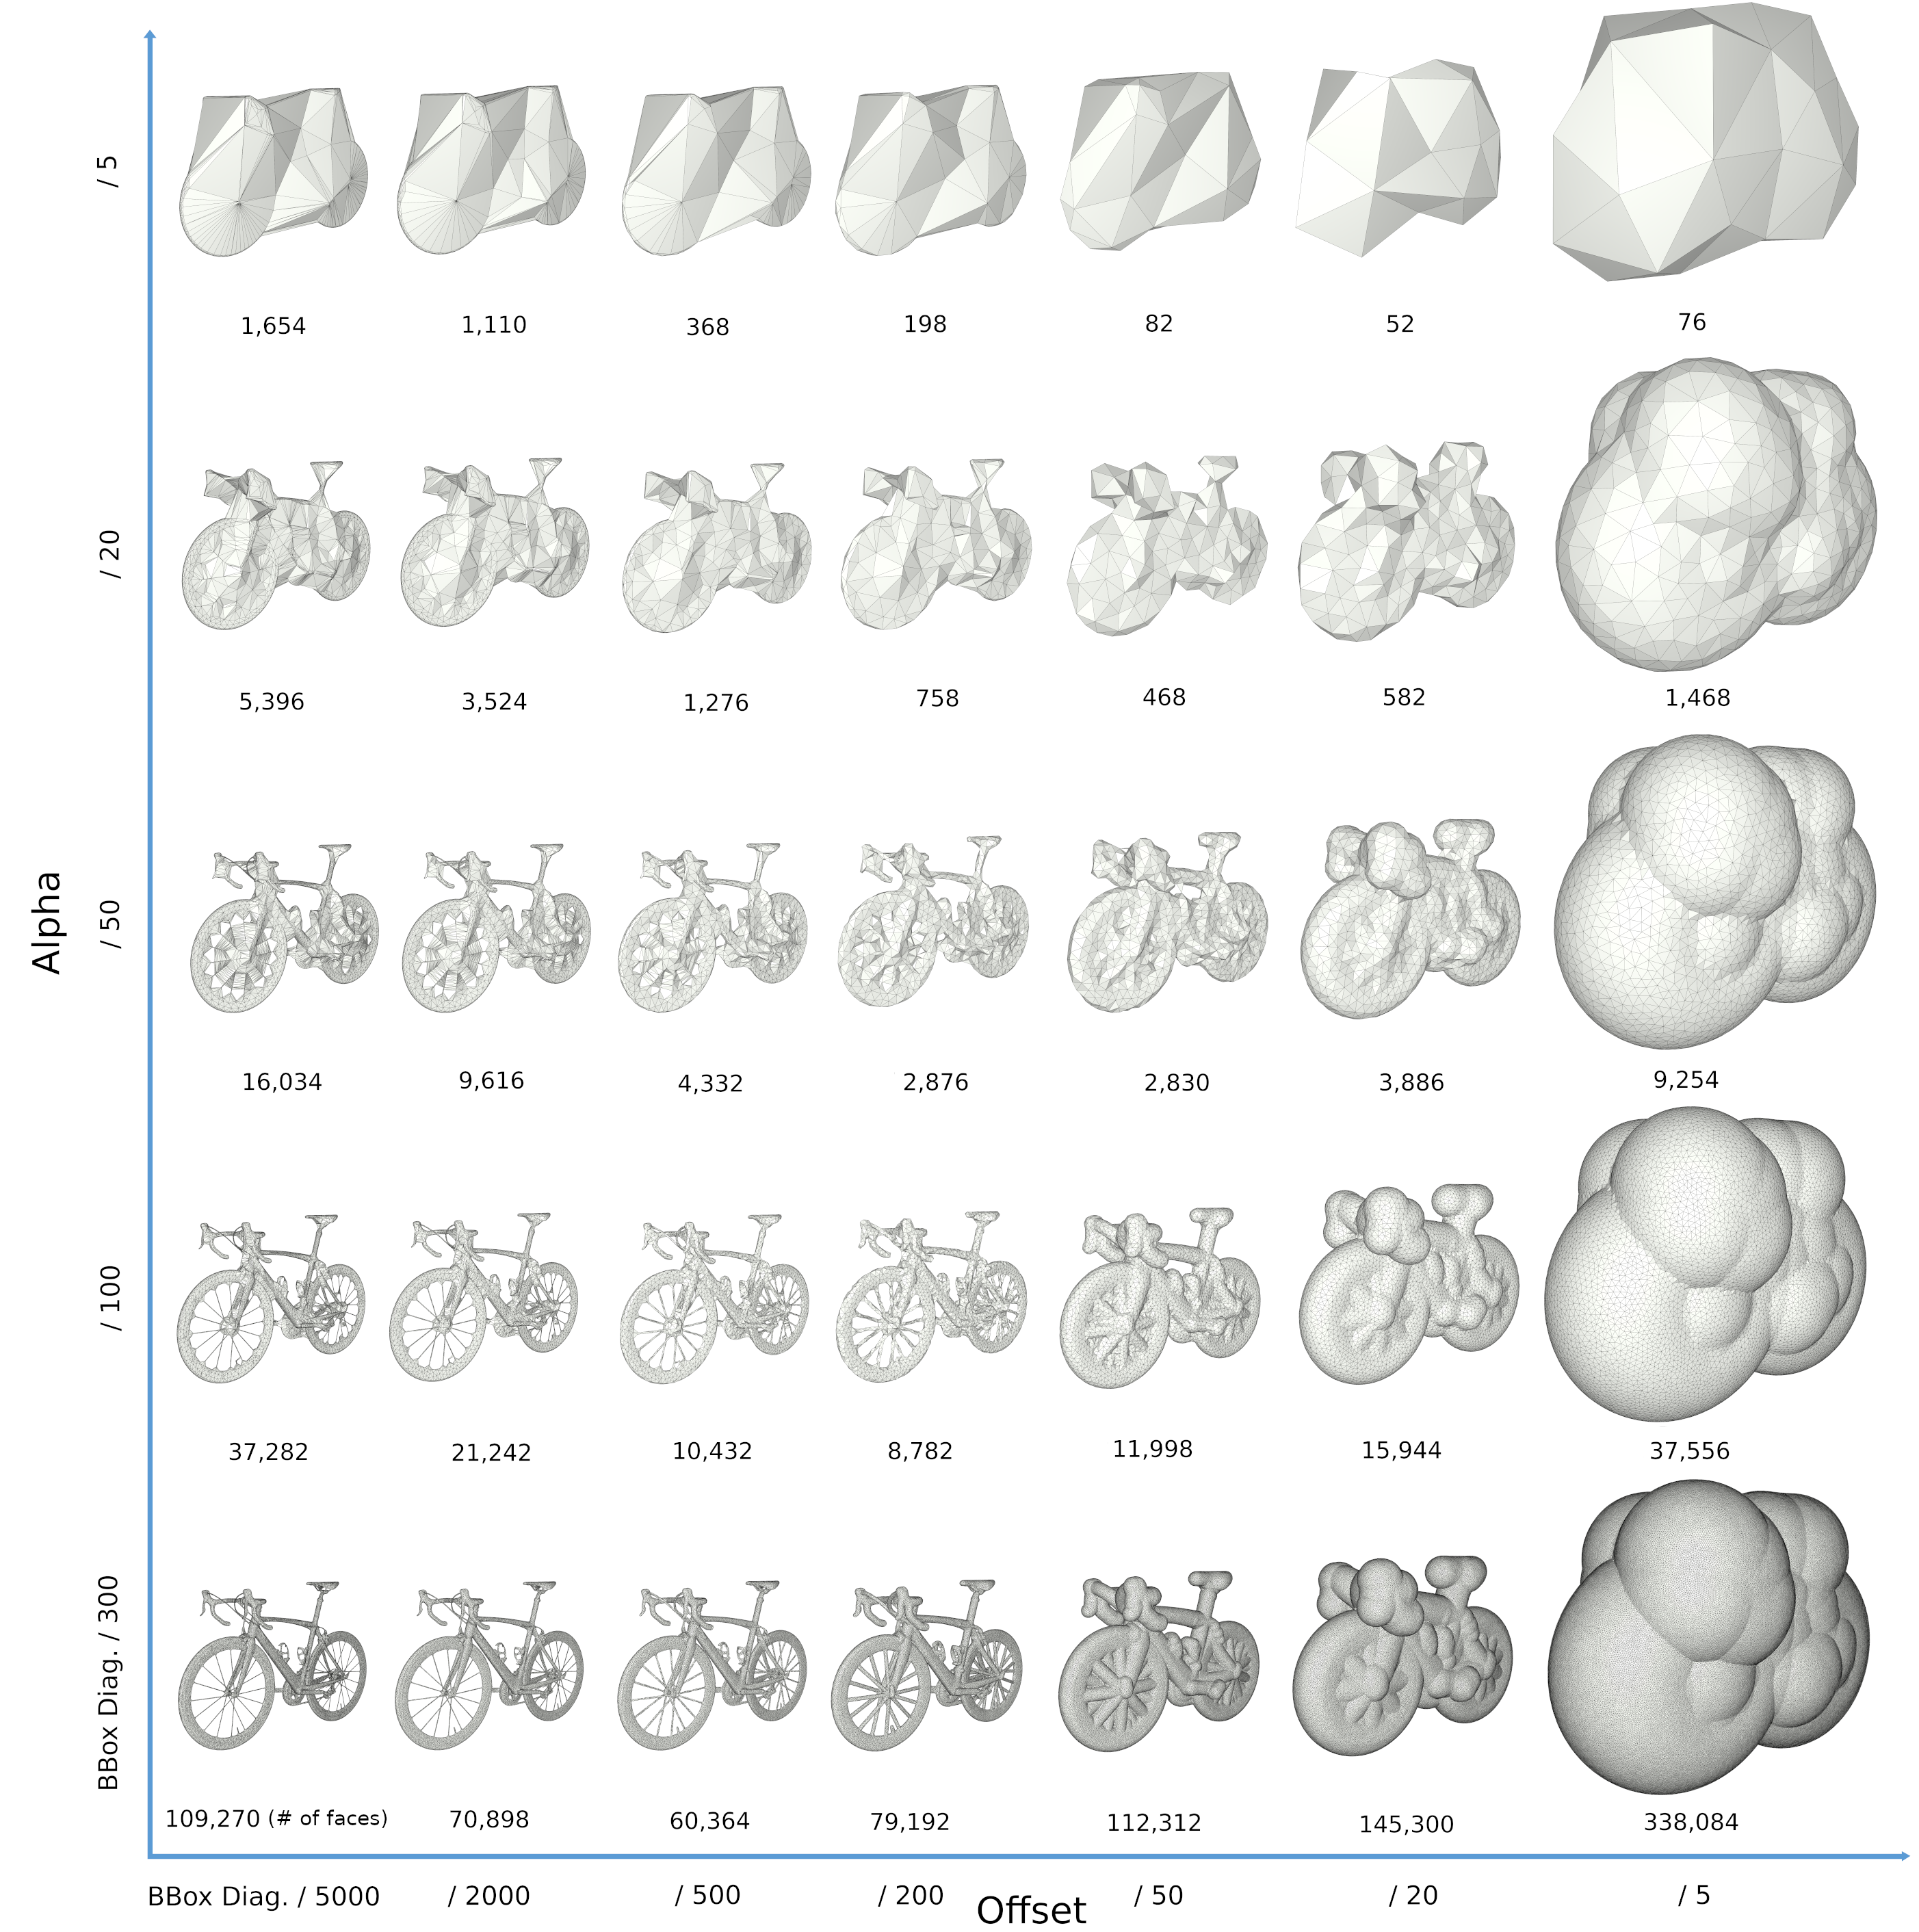 / 5
1,654 1,110 368 198 82 52 76
/ 20
5,396 3,524 1,276 758 468 582 1,468
Alpha
/ 50
16,034 9,616 4,332 2,876 2,830 3,886 9,254
/ 100
37,282 21,242 10,432 8,782 11,998 15,944 37,556
BBox Diag. / 300
109,270 (# of faces) 70,898 60,364 79,192 112,312 145,300 338,084
BBox Diag. / 5000 / 2000 / 500 / 200 / 50 / 20 / 5
Offset